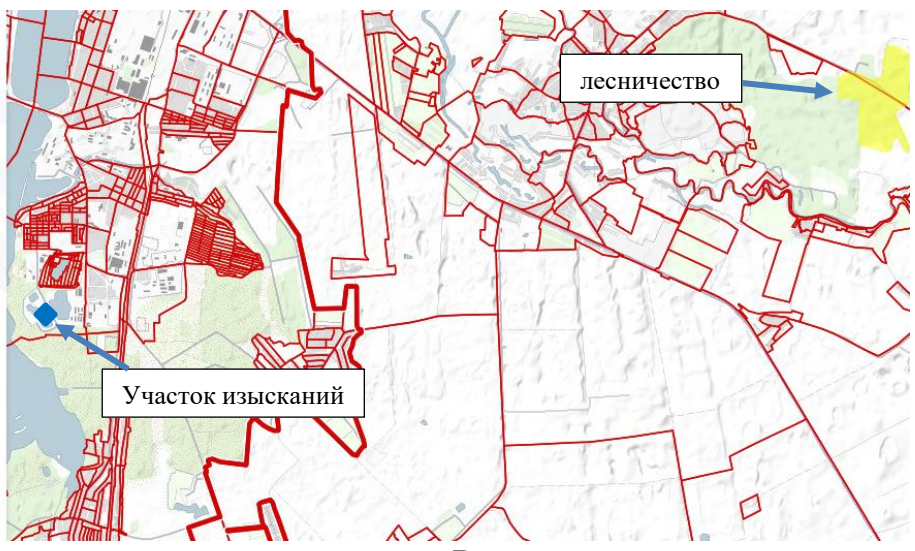 лесничество
Участок изысканий